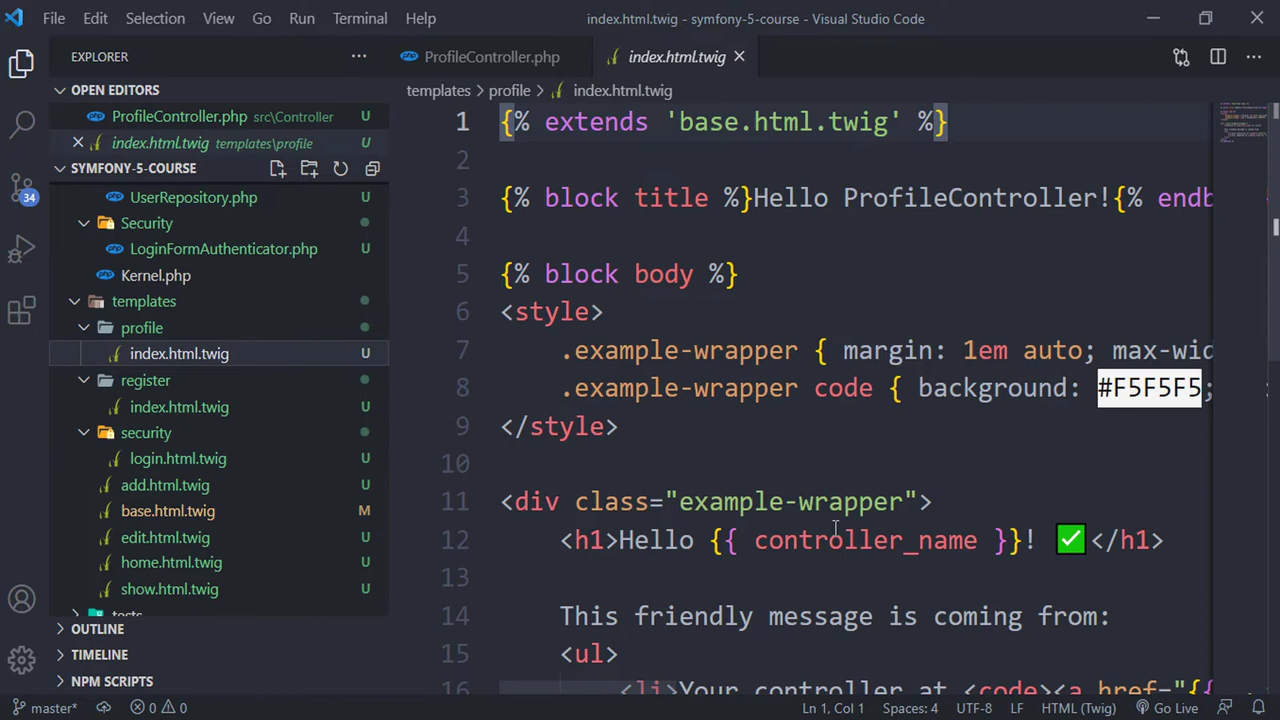 File Edit Selection View Go Run Terminal Help index.html.twig - symfony-5-course - Visual Studio Code
EXPLORER
OPEN EDITORS
ProfileController.php src\Controller U
index.html.twig templates\profile U
SYMFONY-5-COURSE
UserRepository.php U
Security
LoginFormAuthenticator.php U
Kernel.php
templates
profile
index.html.twig U
register
index.html.twig U
security
login.html.twig U
add.html.twig U
base.html.twig M
edit.html.twig U
home.html.twig U
show.html.twig U
tests
OUTLINE
TIMELINE
NPM SCRIPTS
34
ProfileController.php index.html.twig
templates > profile > index.html.twig
1 {% extends 'base.html.twig' %}
2
3 {% block title %}Hello ProfileController!{% endb
4
5 {% block body %}
6 <style>
7 .example-wrapper { margin: 1em auto; max-wid
8 .example-wrapper code { background: #F5F5F5;
9 </style>
10
11 <div class="example-wrapper">
12 <h1>Hello {{ controller_name }}! ✅</h1>
13
14 This friendly message is coming from:
15 <ul>
16 <li>Your controller at <code><a href="{{
master* 0 0 Ln 1, Col 1 Spaces: 4 UTF-8 LF HTML (Twig) Go Live